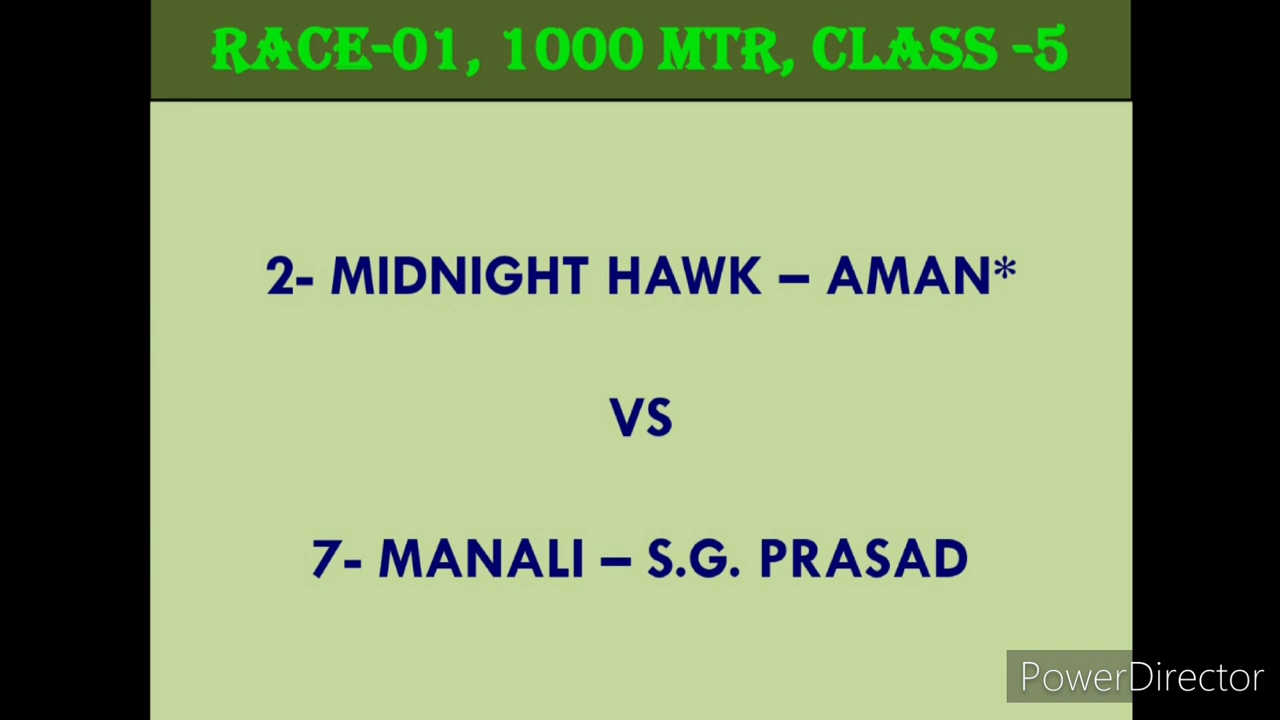 RACE-01, 1000 MTR, CLASS -5
2- MIDNIGHT HAWK – AMAN*
VS
7- MANALI – S.G. PRASAD
PowerDirector